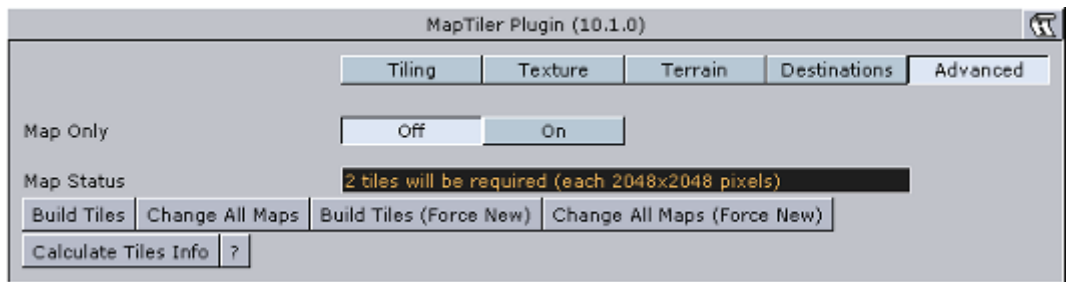 MapTiler Plugin (10.1.0)
Tiling Texture Terrain Destinations Advanced
Map Only Off On
Map Status 2 tiles will be required (each 2048x2048 pixels)
Build Tiles Change All Maps Build Tiles (Force New) Change All Maps (Force New)
Calculate Tiles Info ?